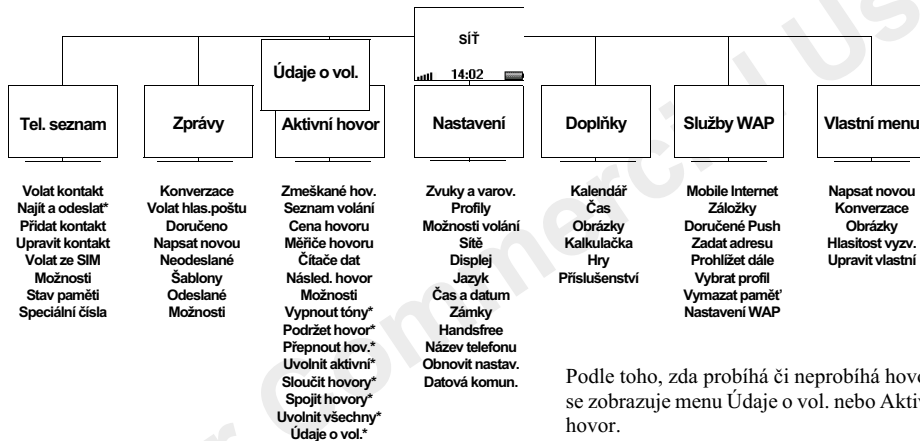 SÍŤ
14:02
Údaje o vol.
Tel. seznam
Zprávy
Aktivní hovor
Nastavení
Doplňky
Služby WAP
Vlastní menu
Volat kontakt
Najít a odeslat*
Přidat kontakt
Upravit kontakt
Volat ze SIM
Možnosti
Stav paměti
Speciální čísla
Konverzace
Volat hlas.poštu
Doručeno
Napsat novou
Neodeslané
Šablony
Odeslané
Možnosti
Zmeškané hov.
Seznam volání
Cena hovoru
Měřiče hovoru
Čítače dat
Násled. hovor
Možnosti
Vypnout tóny*
Podržet hovor*
Přepnout hov.*
Uvolnit aktivní*
Sloučit hovory*
Spojit hovory*
Uvolnit všechny*
Údaje o vol.*
Zvuky a varov.
Profily
Možnosti volání
Sítě
Displej
Jazyk
Čas a datum
Zámky
Handsfree
Název telefonu
Obnovit nastav.
Datová komun.
Kalendář
Čas
Obrázky
Kalkulačka
Hry
Příslušenství
Mobile Internet
Záložky
Doručené Push
Zadat adresu
Prohlížet dále
Vybrat profil
Vymazat paměť
Nastavení WAP
Napsat novou
Konverzace
Obrázky
Hlasitost vyzv.
Upravit vlastní
Podle toho, zda probíhá či neprobíhá hovo
se zobrazuje menu Údaje o vol. nebo Aktiv
hovor.